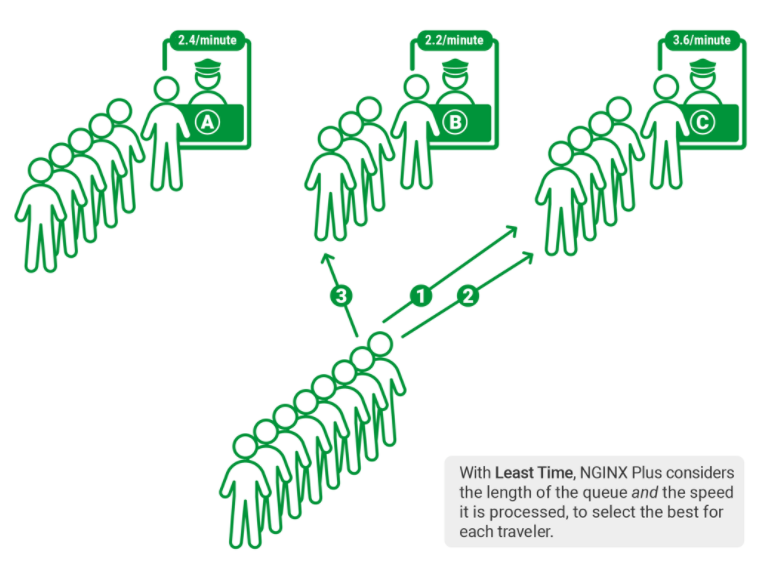 2.4/minute
2.2/minute
3.6/minute
A
B
C
3
1
2
With Least Time, NGINX Plus considers
the length of the queue and the speed
it is processed, to select the best for
each traveler.